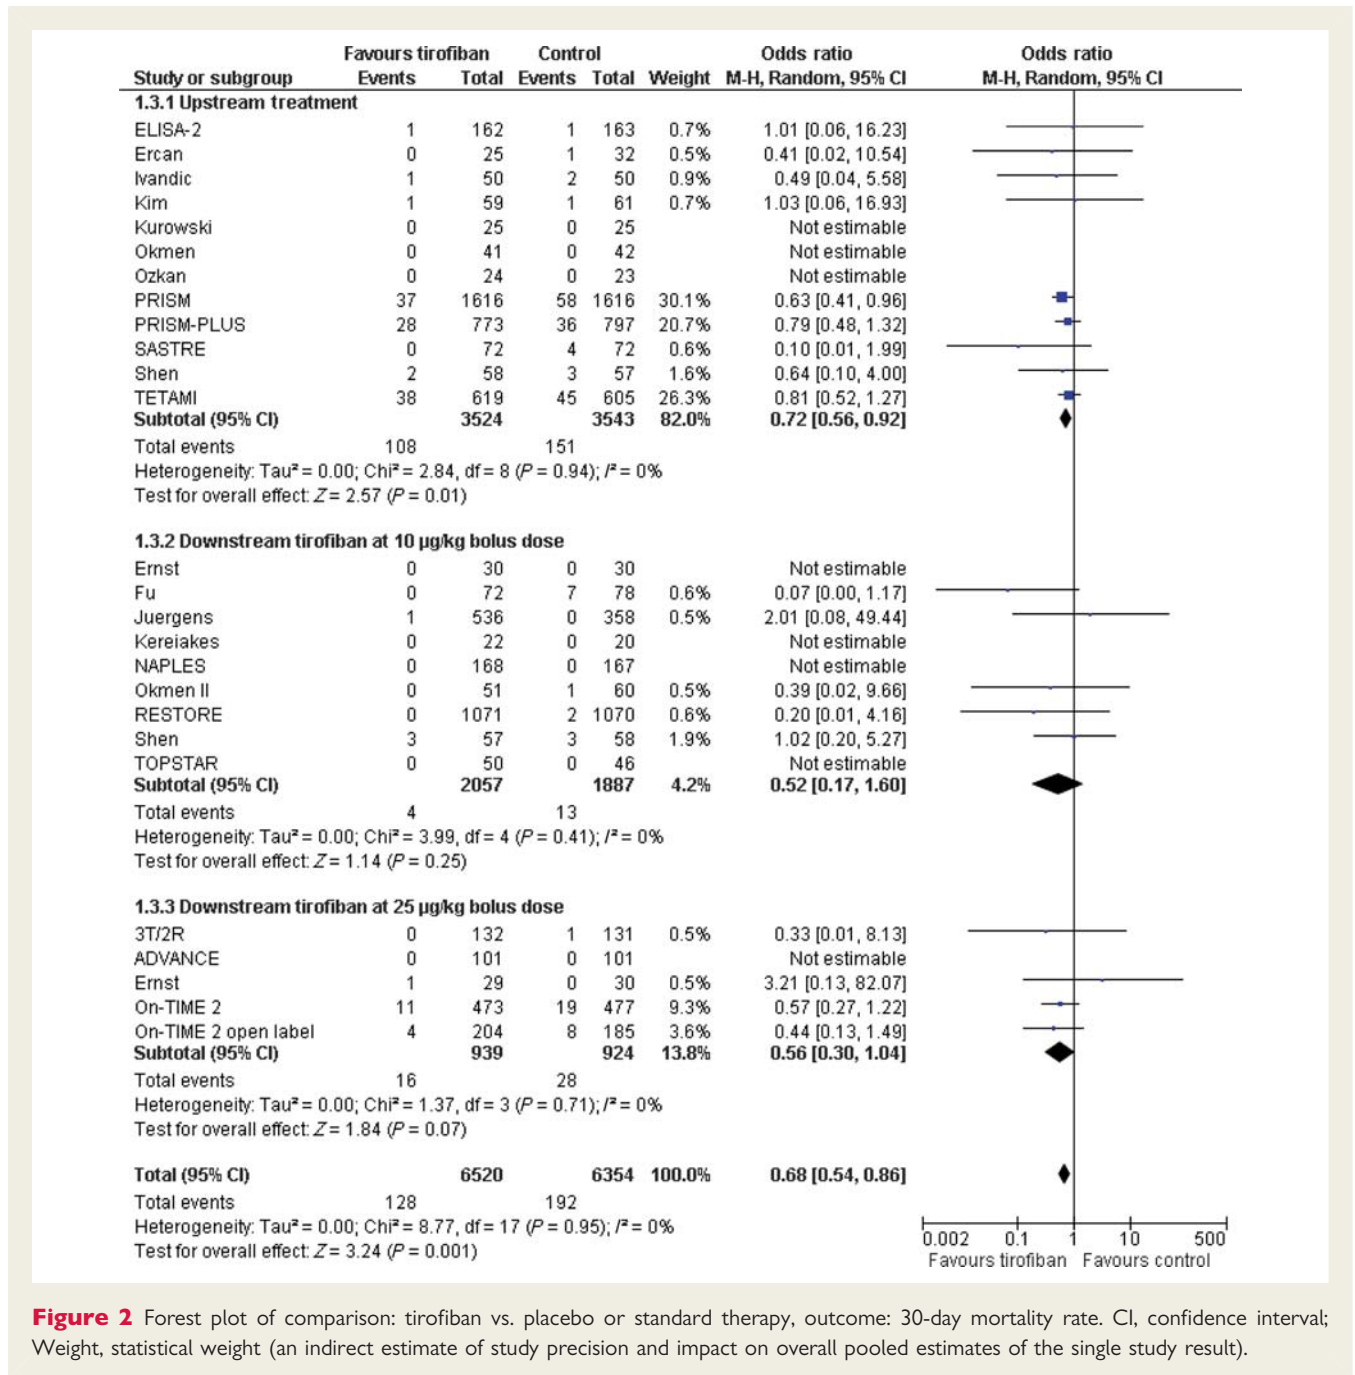 Favours tirofiban Control Odds ratio Odds ratio
Study or subgroup Events Total Events Total Weight M-H, Random, 95% CI M-H, Random, 95% CI
1.3.1 Upstream treatment
ELISA-2 1 162 1 163 0.7% 1.01 [0.06, 16.23]
Ercan 0 25 1 32 0.5% 0.41 [0.02, 10.54]
Ivandic 1 50 2 50 0.9% 0.49 [0.04, 5.58]
Kim 1 59 1 61 0.7% 1.03 [0.06, 16.93]
Kurowski 0 25 0 25 Not estimable
Okmen 0 41 0 42 Not estimable
Ozkan 0 24 0 23 Not estimable
PRISM 37 1616 58 1616 30.1% 0.63 [0.41, 0.96]
PRISM-PLUS 28 773 36 797 20.7% 0.79 [0.48, 1.32]
SASTRE 0 72 4 72 0.6% 0.10 [0.01, 1.99]
Shen 2 58 3 57 1.6% 0.64 [0.10, 4.00]
TETAMI 38 619 45 605 26.3% 0.81 [0.52, 1.27]
Subtotal (95% CI) 3524 3543 82.0% 0.72 [0.56, 0.92]
Total events 108 151
Heterogeneity: Tau² = 0.00; Chi² = 2.84, df = 8 (P = 0.94); I² = 0%
Test for overall effect: Z = 2.57 (P = 0.01)
1.3.2 Downstream tirofiban at 10 µg/kg bolus dose
Ernst 0 30 0 30 Not estimable
Fu 0 72 7 78 0.6% 0.07 [0.00, 1.17]
Juergens 1 536 0 358 0.5% 2.01 [0.08, 49.44]
Kereiakes 0 22 0 20 Not estimable
NAPLES 0 168 0 167 Not estimable
Okmen II 0 51 1 60 0.5% 0.39 [0.02, 9.66]
RESTORE 0 1071 2 1070 0.6% 0.20 [0.01, 4.16]
Shen 3 57 3 58 1.9% 1.02 [0.20, 5.27]
TOPSTAR 0 50 0 46 Not estimable
Subtotal (95% CI) 2057 1887 4.2% 0.52 [0.17, 1.60]
Total events 4 13
Heterogeneity: Tau² = 0.00; Chi² = 3.99, df = 4 (P = 0.41); I² = 0%
Test for overall effect: Z = 1.14 (P = 0.25)
1.3.3 Downstream tirofiban at 25 µg/kg bolus dose
3T/2R 0 132 1 131 0.5% 0.33 [0.01, 8.13]
ADVANCE 0 101 0 101 Not estimable
Ernst 1 29 0 30 0.5% 3.21 [0.13, 82.07]
On-TIME 2 11 473 19 477 9.3% 0.57 [0.27, 1.22]
On-TIME 2 open label 4 204 8 185 3.6% 0.44 [0.13, 1.49]
Subtotal (95% CI) 939 924 13.8% 0.56 [0.30, 1.04]
Total events 16 28
Heterogeneity: Tau² = 0.00; Chi² = 1.37, df = 3 (P = 0.71); I² = 0%
Test for overall effect: Z = 1.84 (P = 0.07)
Total (95% CI) 6520 6354 100.0% 0.68 [0.54, 0.86]
Total events 128 192
Heterogeneity: Tau² = 0.00; Chi² = 8.77, df = 17 (P = 0.95); I² = 0%
Test for overall effect: Z = 3.24 (P = 0.001)
0.002 0.1 1 10 500
Favours tirofiban Favours control
Figure 2 Forest plot of comparison: tirofiban vs. placebo or standard therapy, outcome: 30-day mortality rate. CI, confidence interval;
Weight, statistical weight (an indirect estimate of study precision and impact on overall pooled estimates of the single study result).